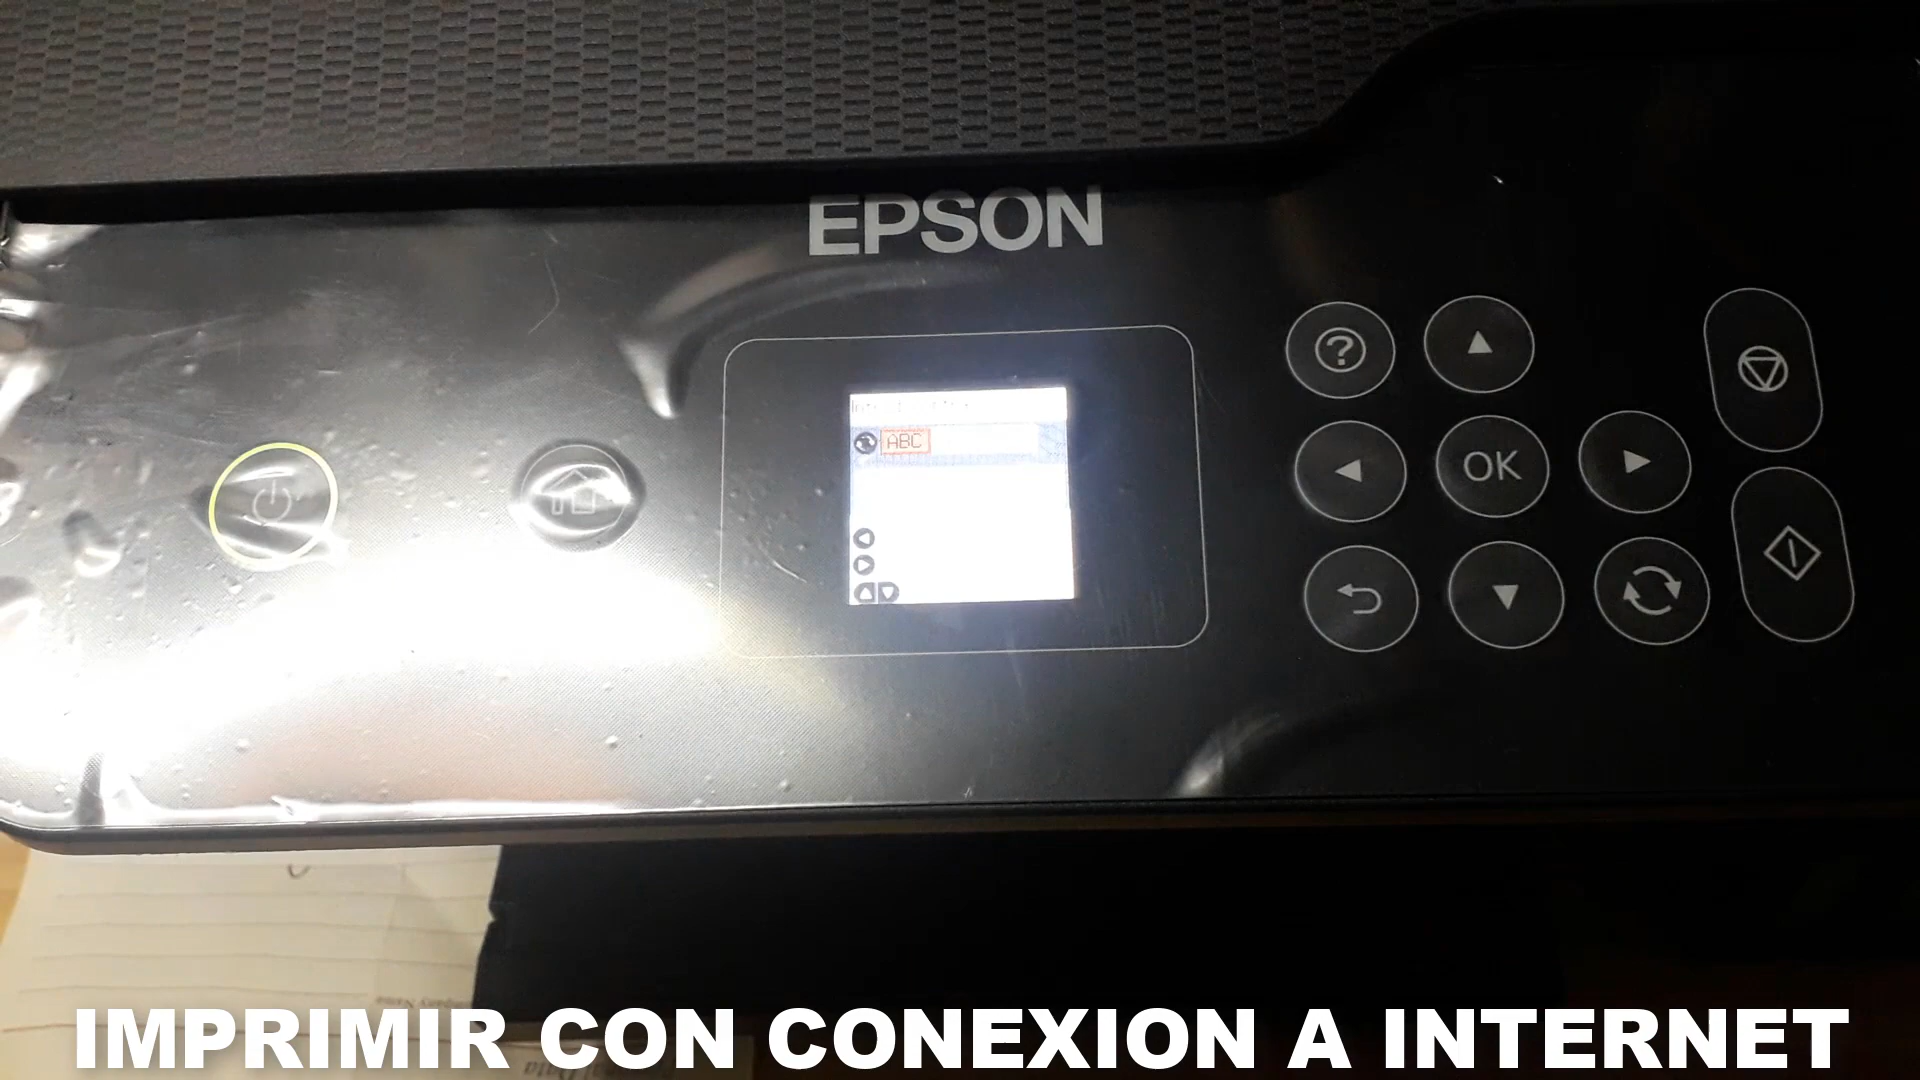 EPSON
ABC
OK
IMPRIMIR CON CONEXION A INTERNET